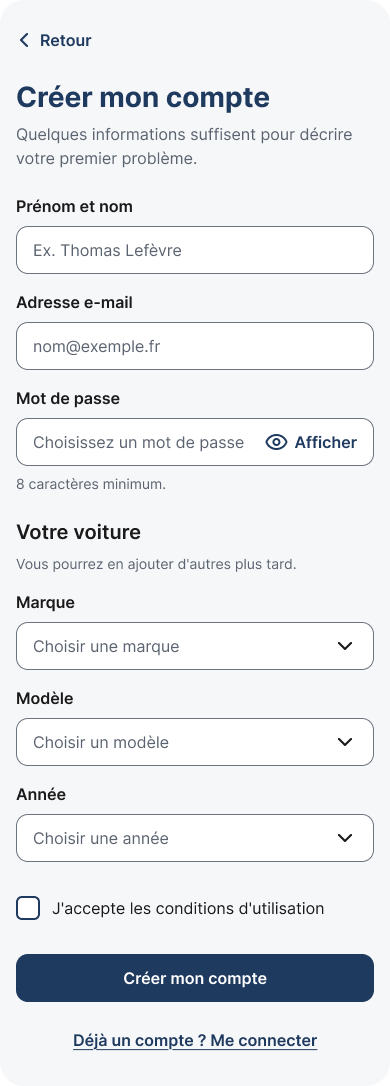 Retour
Créer mon compte
Quelques informations suffisent pour décrire
votre premier problème.
Prénom et nom
Ex. Thomas Lefèvre
Adresse e-mail
nom@exemple.fr
Mot de passe
Choisissez un mot de passe Afficher
8 caractères minimum.
Votre voiture
Vous pourrez en ajouter d'autres plus tard.
Marque
Choisir une marque
Modèle
Choisir un modèle
Année
Choisir une année
J'accepte les conditions d'utilisation
Créer mon compte
Déjà un compte ? Me connecter